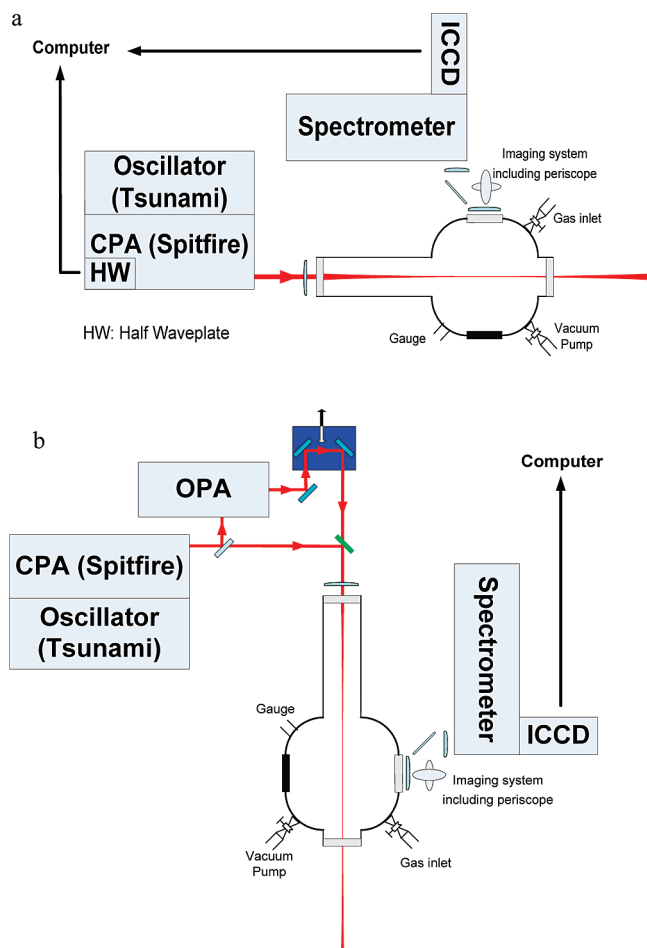 a
Computer
ICCD
Spectrometer
Imaging system
including periscope
Oscillator
(Tsunami)
Gas inlet
CPA (Spitfire)
HW
HW: Half Waveplate
Gauge
Vacuum
Pump
b
Computer
OPA
CPA (Spitfire)
Oscillator
(Tsunami)
Spectrometer
Gauge
ICCD
Imaging system
including periscope
Vacuum
Pump
Gas inlet